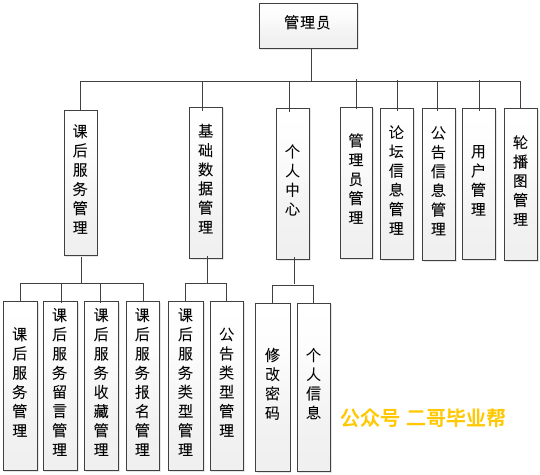 管理员
课后服务管理
基础数据管理
个人中心
管理员管理
论坛信息管理
公告信息管理
用户管理
轮播图管理
课后服务管理
课后服务留言管理
课后服务收藏管理
课后服务报名管理
课后服务类型管理
公告类型管理
修改密码
个人信息
公众号 二哥毕业帮